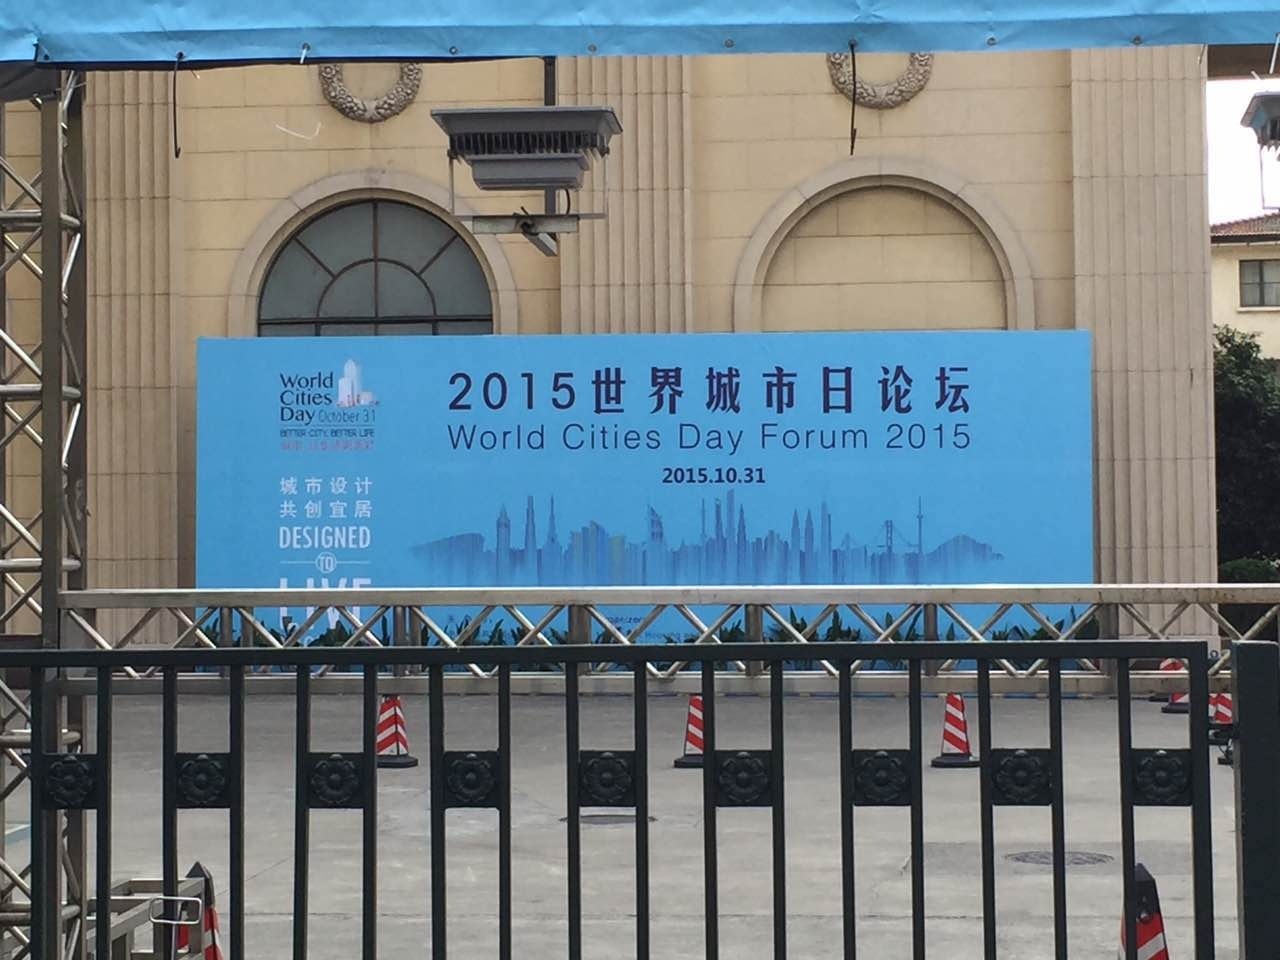 World
Cities
Day October 31
BETTER CITY, BETTER LIFE
城市设计
共创宜居
DESIGNED
TO
LIVE
2015世界城市日论坛
World Cities Day Forum 2015
2015.10.31